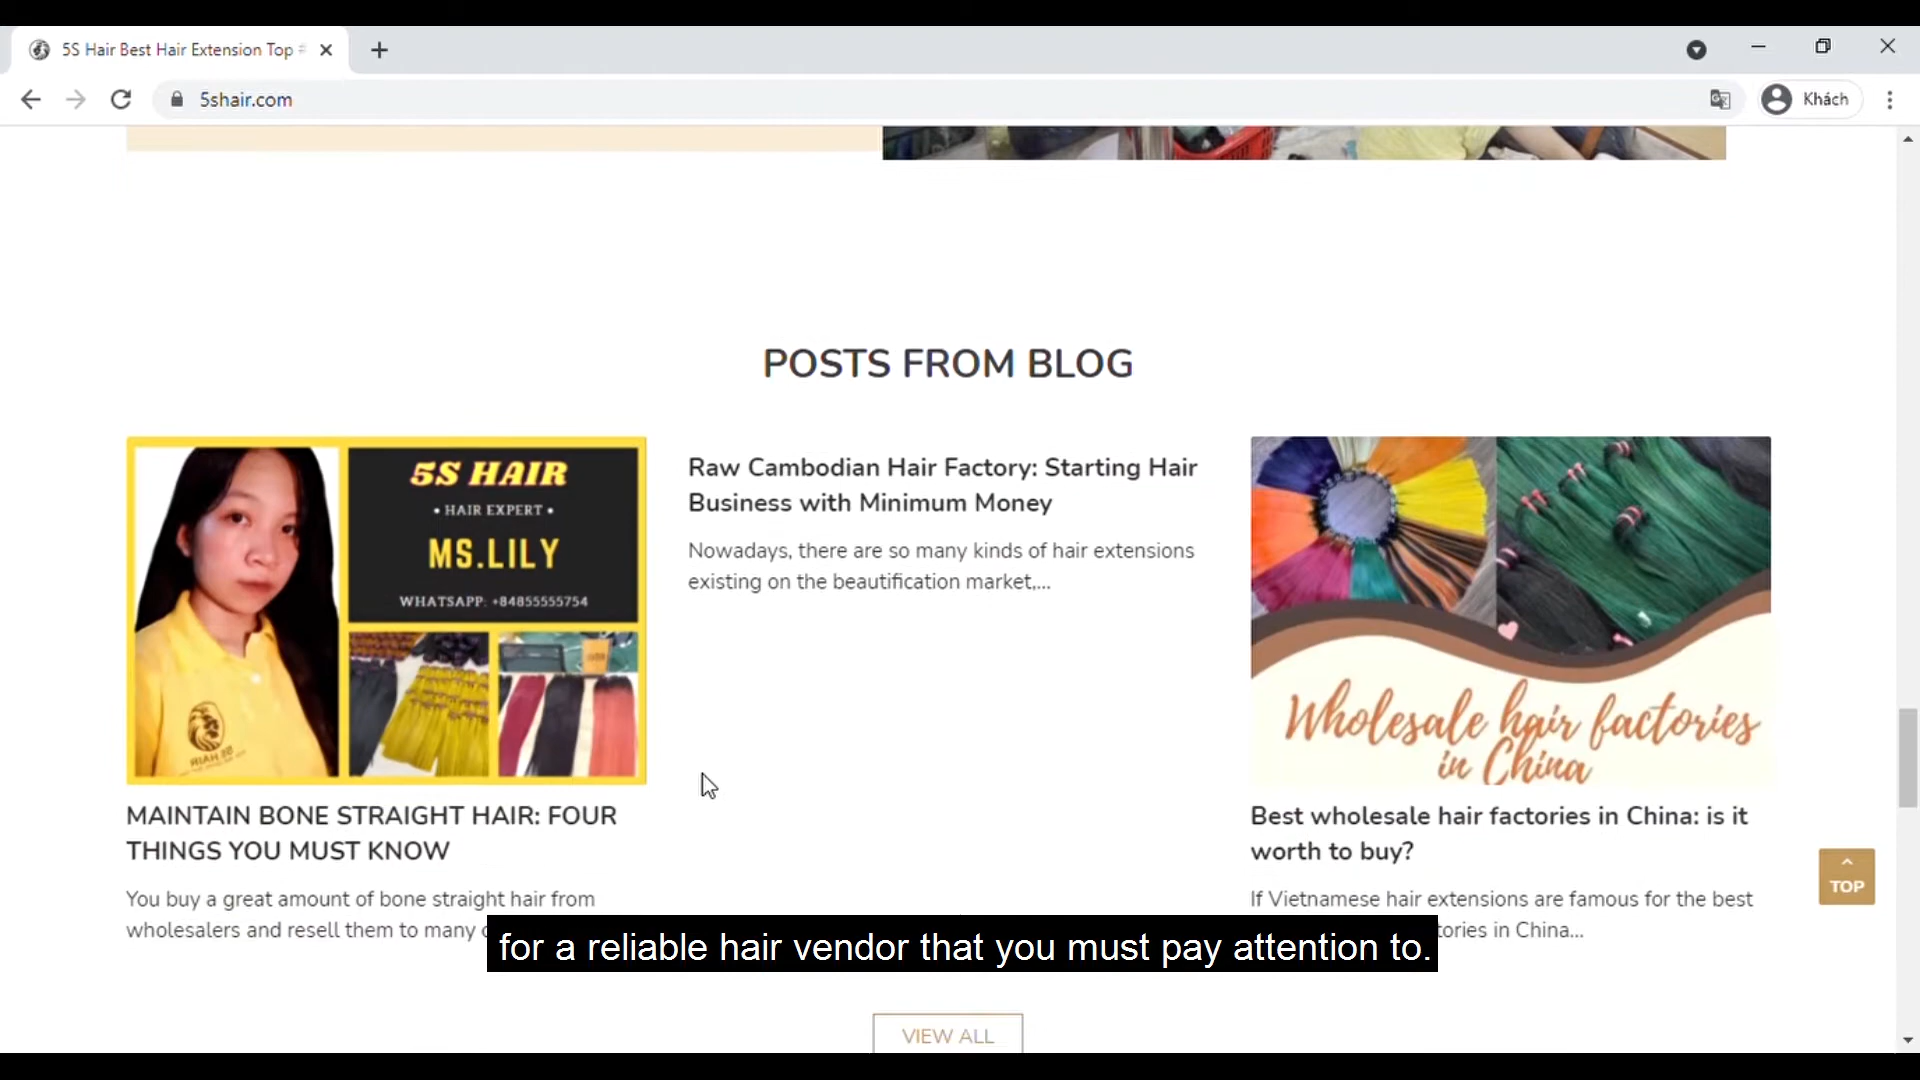 5S Hair Best Hair Extension Top
5shair.com
Khách
POSTS FROM BLOG
5S HAIR
• HAIR EXPERT •
MS.LILY
WHATSAPP: +84855555754
MAINTAIN BONE STRAIGHT HAIR: FOUR
THINGS YOU MUST KNOW
You buy a great amount of bone straight hair from
wholesalers and resell them to many
Raw Cambodian Hair Factory: Starting Hair
Business with Minimum Money
Nowadays, there are so many kinds of hair extensions
existing on the beautification market,...
Wholesale hair factories
in China
Best wholesale hair factories in China: is it
worth to buy?
If Vietnamese hair extensions are famous for the best
tories in China...
TOP
for a reliable hair vendor that you must pay attention to.
VIEW ALL